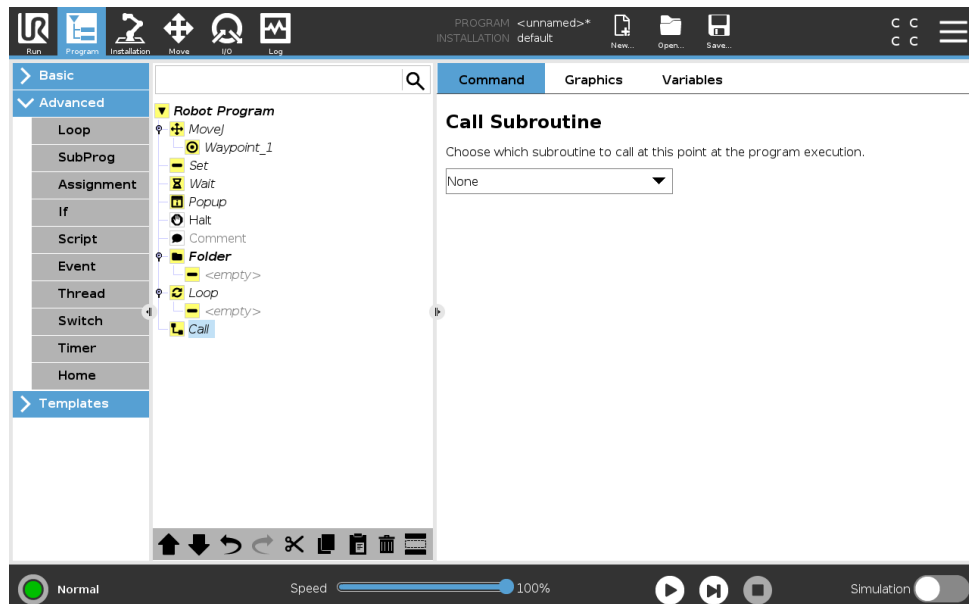 UR
Run
Program
Installation
Move
I/O
Log
PROGRAM <unnamed>*
INSTALLATION default
New...
Open...
Save...
C C
C C
Basic
Advanced
Loop
SubProg
Assignment
If
Script
Event
Thread
Switch
Timer
Home
Templates
Robot Program
MoveJ
Waypoint_1
Set
Wait
Popup
Halt
Comment
Folder
<empty>
Loop
<empty>
Call
Command
Graphics
Variables
Call Subroutine
Choose which subroutine to call at this point at the program execution.
None
Normal
Speed
100%
Simulation